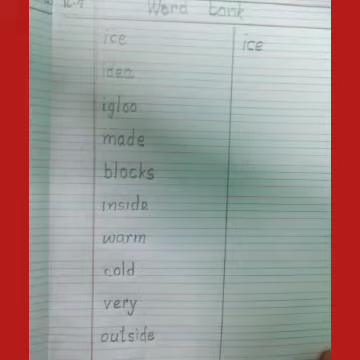 Word bank
ice ice
idea
igloo
made
blocks
inside
warm
cold
very
outside